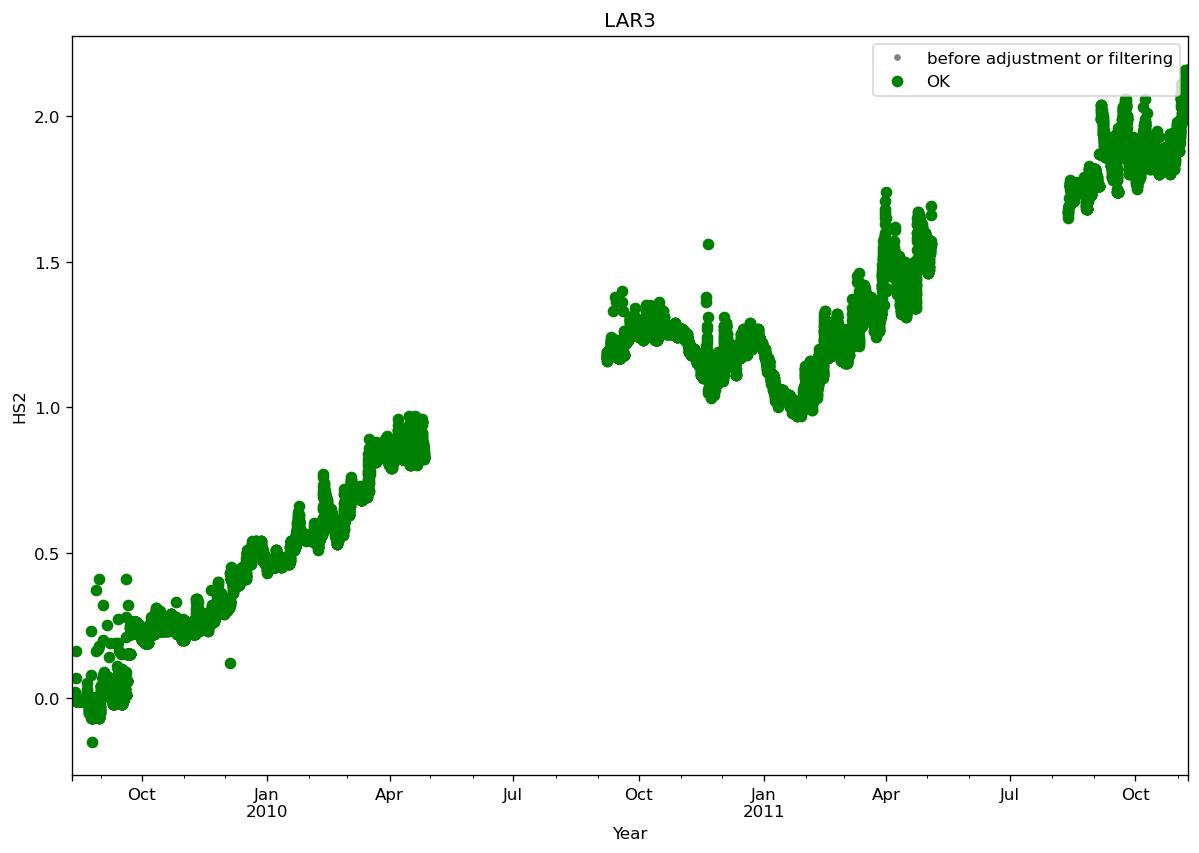 LAR3
before adjustment or filtering
OK
HS2
2.0
1.5
1.0
0.5
0.0
Oct
Jan
2010
Apr
Jul
Oct
Jan
2011
Apr
Jul
Oct
Year